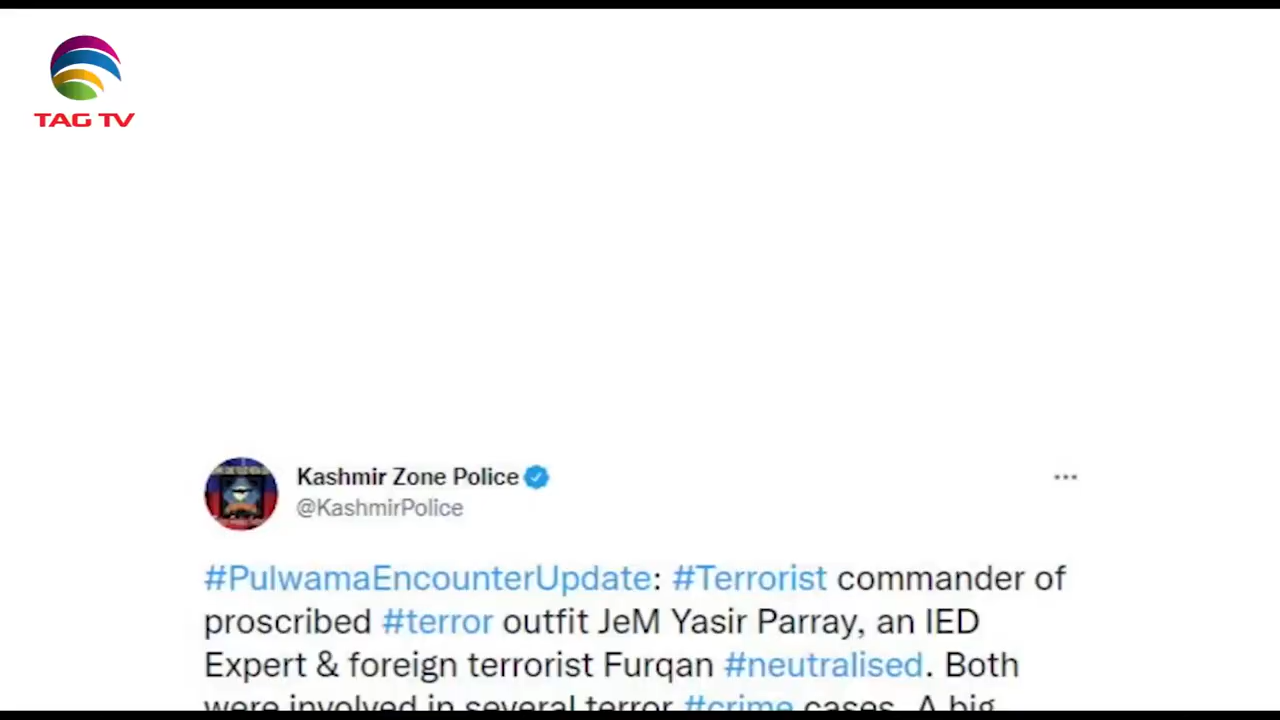 TAG TV
Kashmir Zone Police
@KashmirPolice
#PulwamaEncounterUpdate: #Terrorist commander of
proscribed #terror outfit JeM Yasir Parray, an IED
Expert & foreign terrorist Furqan #neutralised. Both
were involved in several terror #crime cases. A big